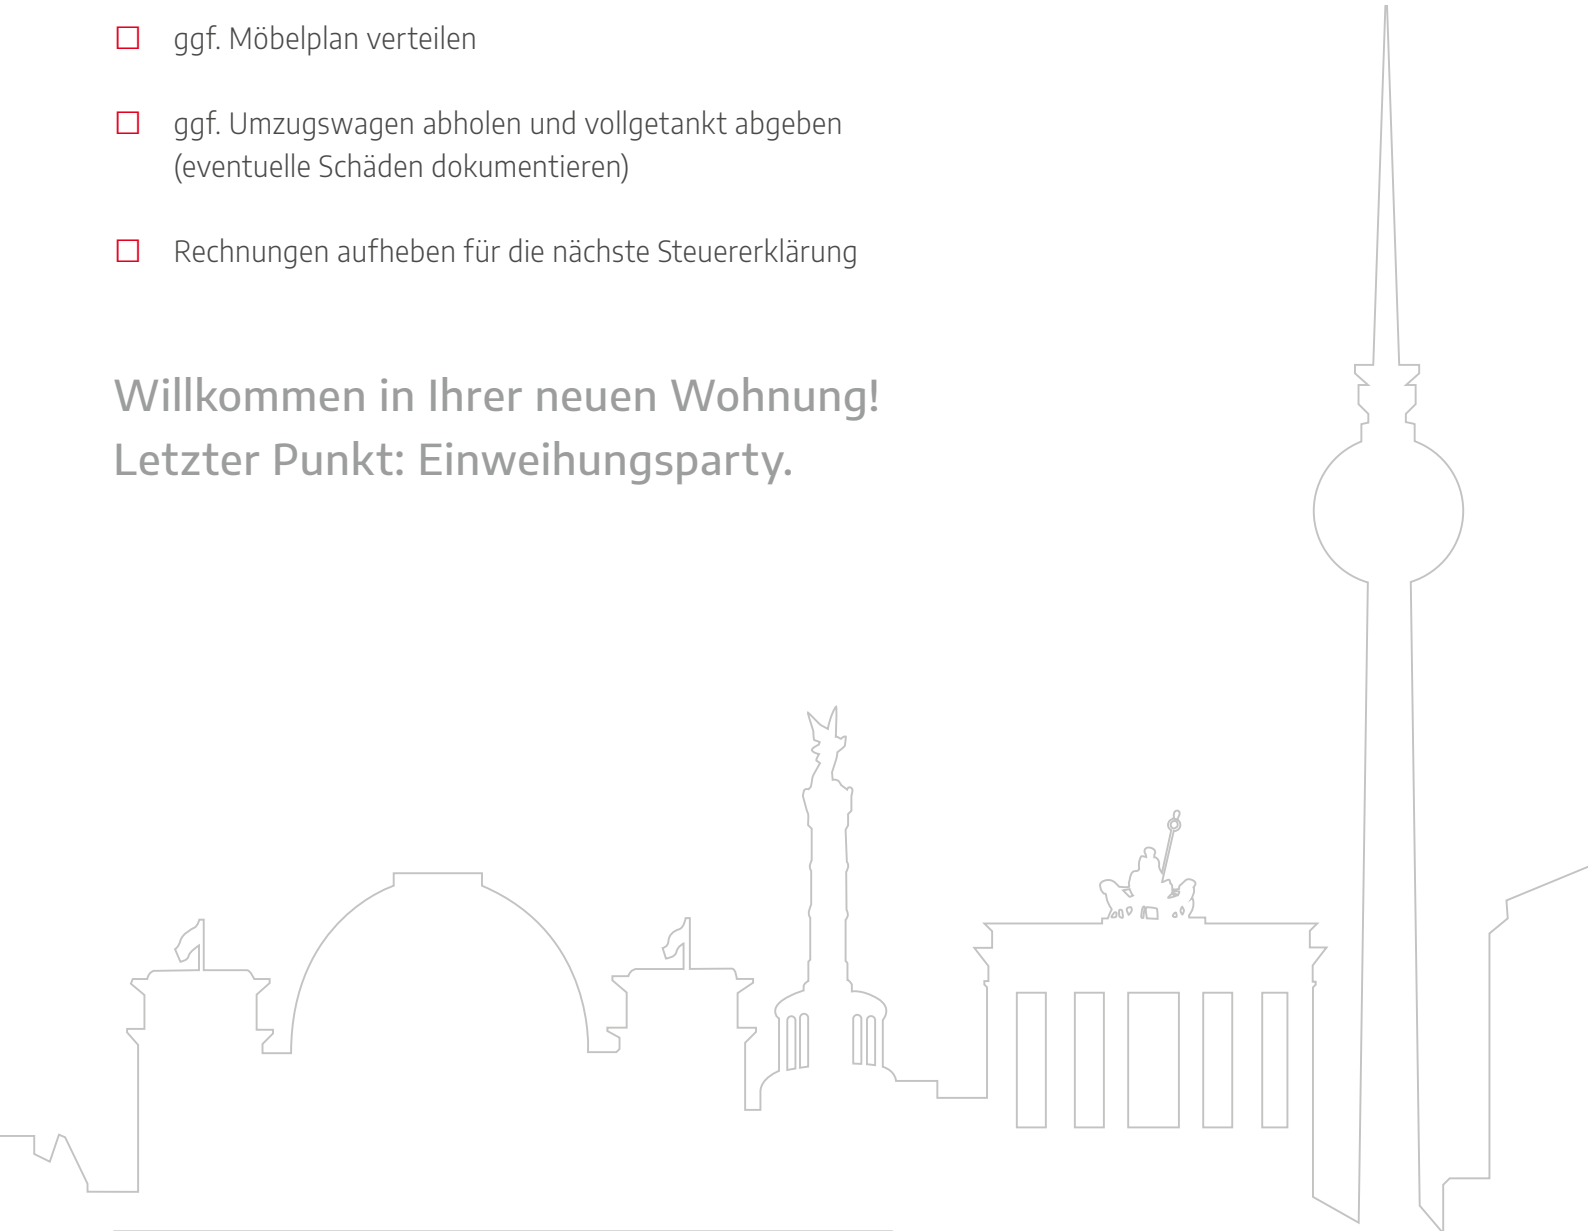 ggf. Möbelplan verteilen
ggf. Umzugswagen abholen und vollgetankt abgeben
(eventuelle Schäden dokumentieren)
Rechnungen aufheben für die nächste Steuererklärung
Willkommen in Ihrer neuen Wohnung!
Letzter Punkt: Einweihungsparty.